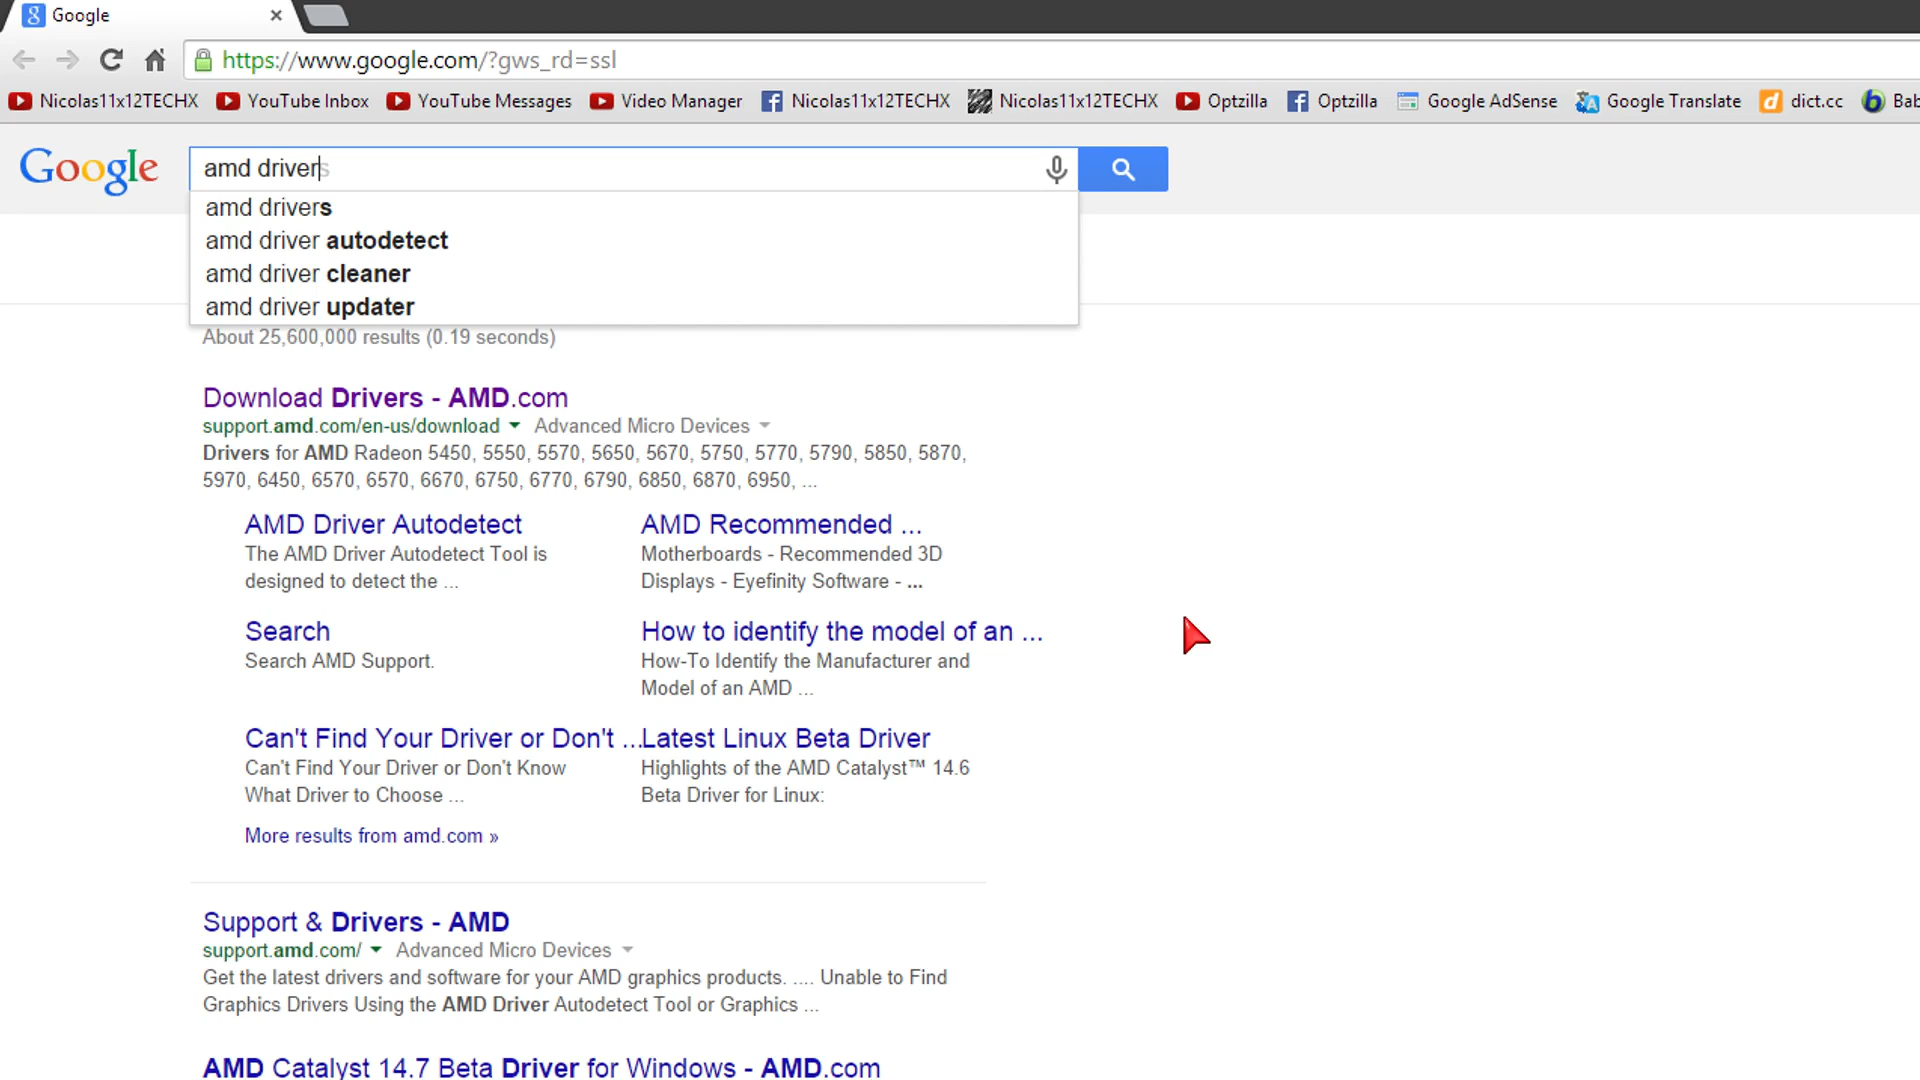 Google
https://www.google.com/?gws_rd=ssl
Nicolas11x12TECHX YouTube Inbox YouTube Messages Video Manager Nicolas11x12TECHX Nicolas11x12TECHX Optzilla Optzilla Google AdSense Google Translate dict.cc Bab
Google amd drivers
amd drivers
amd driver autodetect
amd driver cleaner
amd driver updater
About 25,600,000 results (0.19 seconds)
Download Drivers - AMD.com
support.amd.com/en-us/download Advanced Micro Devices
Drivers for AMD Radeon 5450, 5550, 5570, 5650, 5670, 5750, 5770, 5790, 5850, 5870,
5970, 6450, 6570, 6570, 6670, 6750, 6770, 6790, 6850, 6870, 6950, ...
AMD Driver Autodetect
The AMD Driver Autodetect Tool is
designed to detect the ...
AMD Recommended ...
Motherboards - Recommended 3D
Displays - Eyefinity Software - ...
Search
Search AMD Support.
How to identify the model of an ...
How-To Identify the Manufacturer and
Model of an AMD ...
Can't Find Your Driver or Don't ...
Can't Find Your Driver or Don't Know
What Driver to Choose ...
Latest Linux Beta Driver
Highlights of the AMD Catalyst™ 14.6
Beta Driver for Linux:
More results from amd.com »
Support & Drivers - AMD
support.amd.com/ Advanced Micro Devices
Get the latest drivers and software for your AMD graphics products. .... Unable to Find
Graphics Drivers Using the AMD Driver Autodetect Tool or Graphics ...
AMD Catalyst 14.7 Beta Driver for Windows - AMD.com